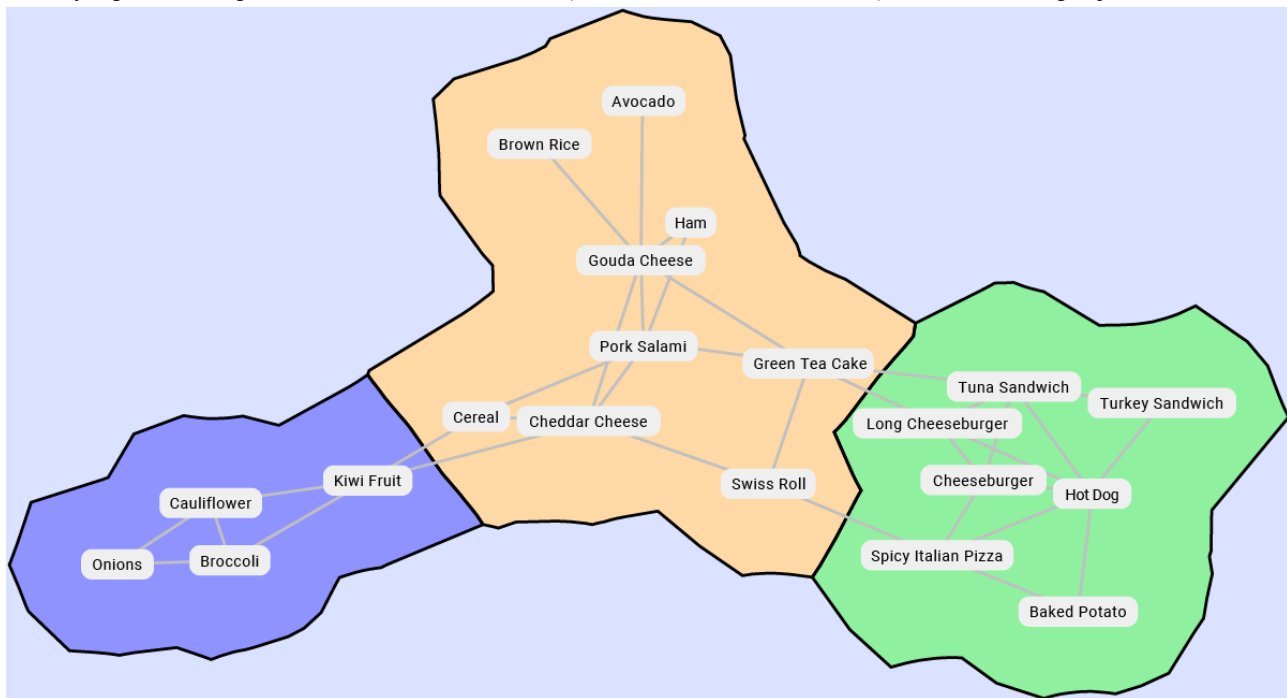 Avocado
Brown Rice
Ham
Gouda Cheese
Pork Salami
Green Tea Cake
Tuna Sandwich
Turkey Sandwich
Cereal
Cheddar Cheese
Long Cheeseburger
Kiwi Fruit
Swiss Roll
Cheeseburger
Hot Dog
Cauliflower
Onions
Broccoli
Spicy Italian Pizza
Baked Potato